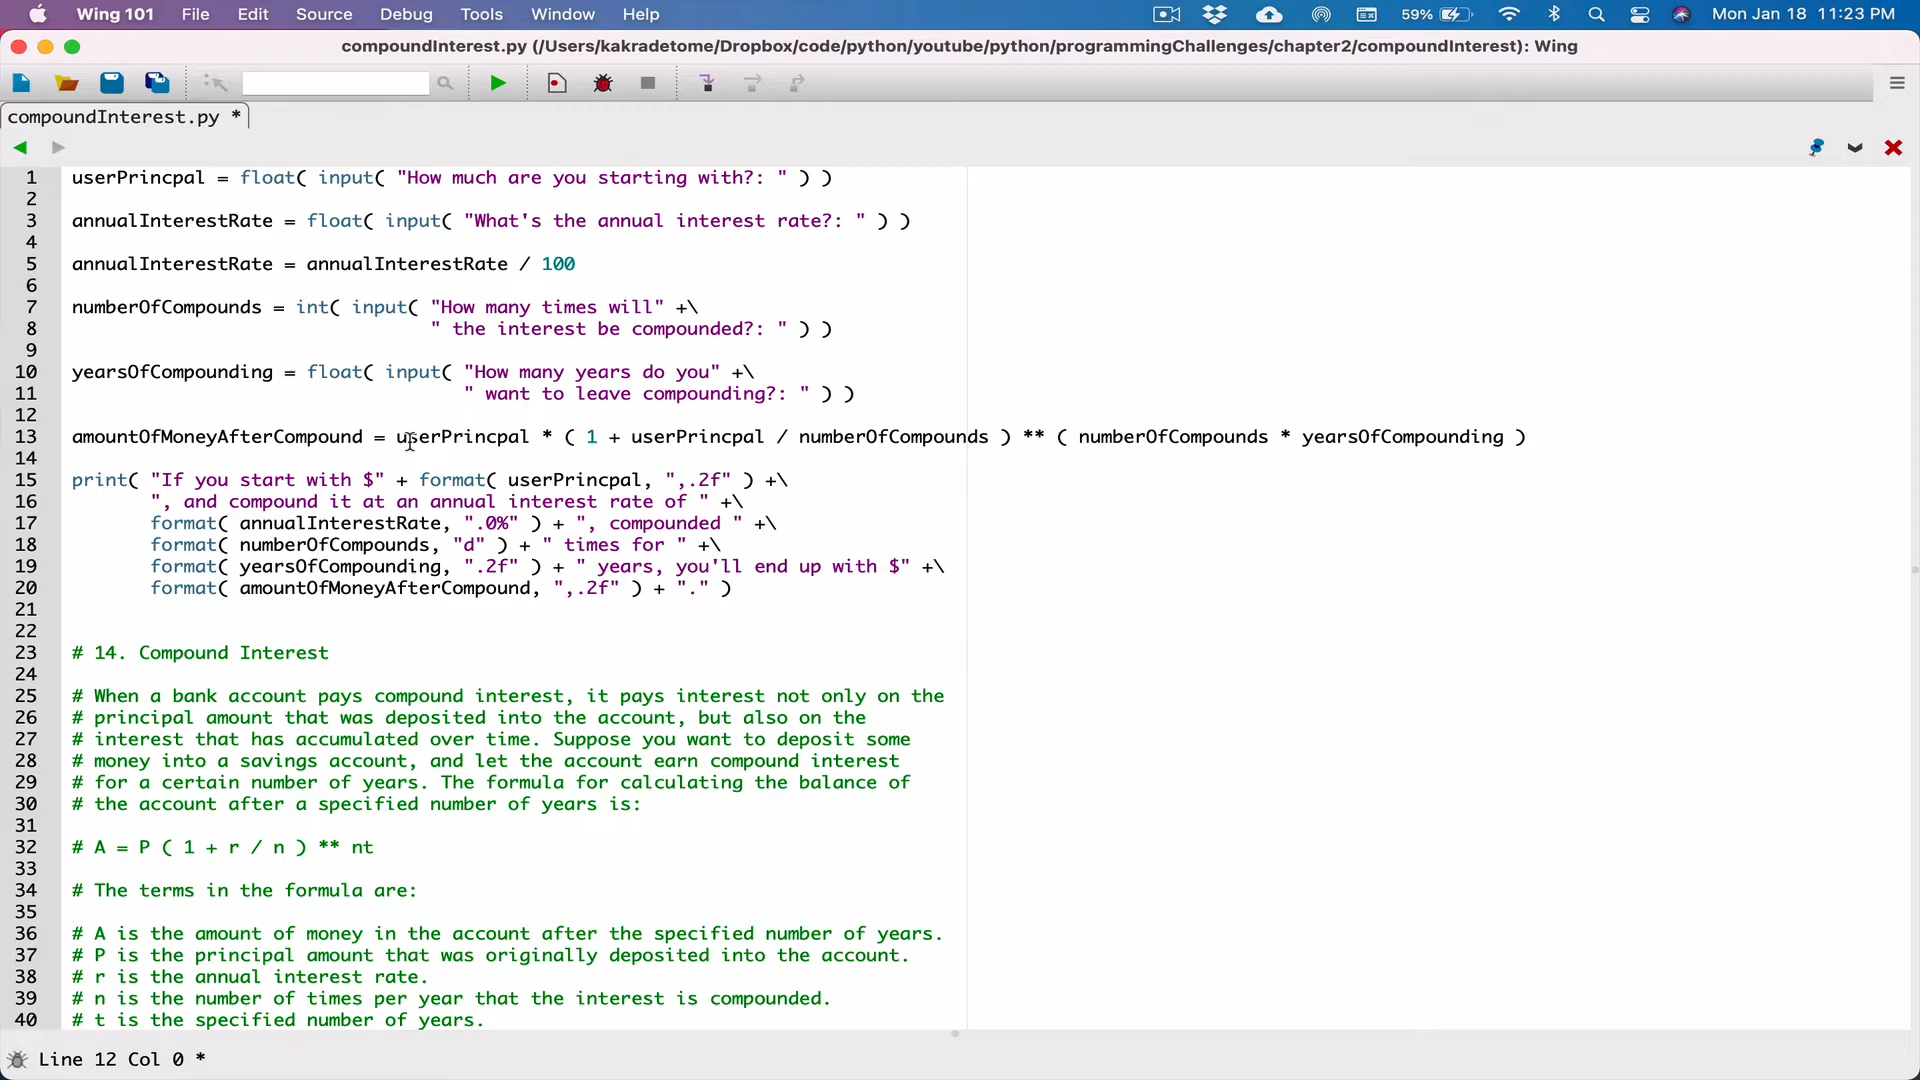 Wing 101 File Edit Source Debug Tools Window Help 59% Mon Jan 18 11:23 PM
compoundInterest.py (/Users/kakradetome/Dropbox/code/python/youtube/python/programmingChallenges/chapter2/compoundInterest): Wing
compoundInterest.py *
1 userPrincpal = float( input( "How much are you starting with?: " ) )
2
3 annualInterestRate = float( input( "What's the annual interest rate?: " ) )
4
5 annualInterestRate = annualInterestRate / 100
6
7 numberOfCompounds = int( input( "How many times will" +\
8 " the interest be compounded?: " ) )
9
10 yearsOfCompounding = float( input( "How many years do you" +\
11 " want to leave compounding?: " ) )
12
13 amountOfMoneyAfterCompound = userPrincpal * ( 1 + userPrincpal / numberOfCompounds ) ** ( numberOfCompounds * yearsOfCompounding )
14
15 print( "If you start with $" + format( userPrincpal, ",.2f" ) +\
16 ", and compound it at an annual interest rate of " +\
17 format( annualInterestRate, ".0%" ) + ", compounded " +\
18 format( numberOfCompounds, "d" ) + " times for " +\
19 format( yearsOfCompounding, ".2f" ) + " years, you'll end up with $" +\
20 format( amountOfMoneyAfterCompound, ",.2f" ) + "." )
21
22
23 # 14. Compound Interest
24
25 # When a bank account pays compound interest, it pays interest not only on the
26 # principal amount that was deposited into the account, but also on the
27 # interest that has accumulated over time. Suppose you want to deposit some
28 # money into a savings account, and let the account earn compound interest
29 # for a certain number of years. The formula for calculating the balance of
30 # the account after a specified number of years is:
31
32 # A = P ( 1 + r / n ) ** nt
33
34 # The terms in the formula are:
35
36 # A is the amount of money in the account after the specified number of years.
37 # P is the principal amount that was originally deposited into the account.
38 # r is the annual interest rate.
39 # n is the number of times per year that the interest is compounded.
40 # t is the specified number of years.
Line 12 Col 0 *